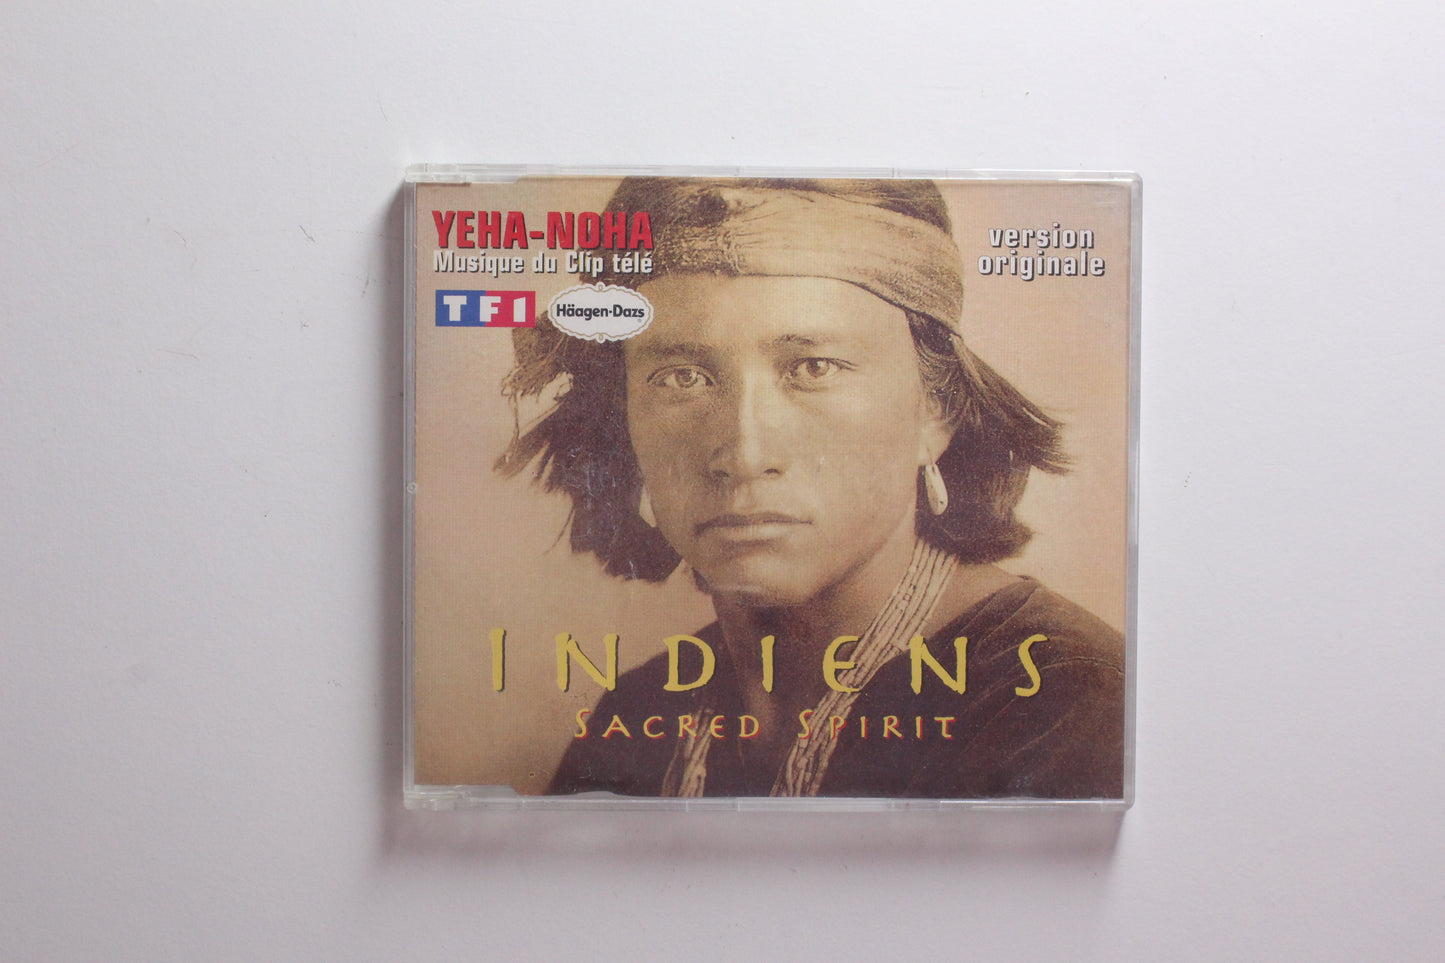 YEHA-NOHA
Musique du Clip télé
TF1
Häagen-Dazs
version
originale
INDIENS
SACRED SPIRIT